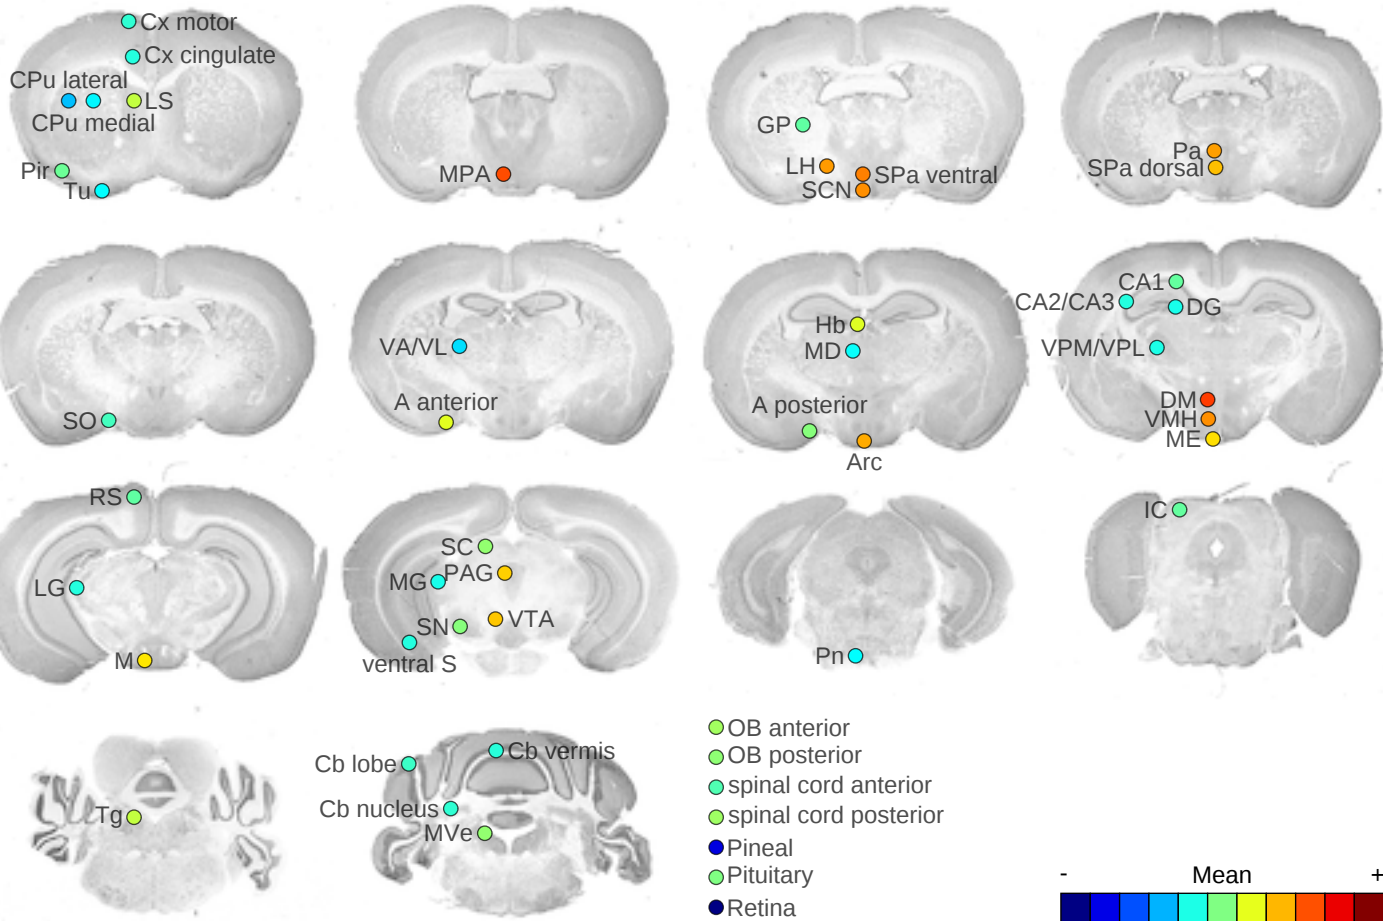 Cx motor
Cx cingulate
CPu lateral
LS
CPu medial
Pir
Tu
MPA
GP
LH
SPa ventral
SCN
Pa
SPa dorsal
SO
VA/VL
A anterior
Hb
MD
A posterior
Arc
CA1
CA2/CA3
DG
VPM/VPL
DM
VMH
ME
RS
LG
M
SC
MG
PAG
SN
VTA
ventral S
Pn
IC
Tg
Cb lobe
Cb vermis
Cb nucleus
MVe
OB anterior
OB posterior
spinal cord anterior
spinal cord posterior
Pineal
Pituitary
Retina
- Mean +